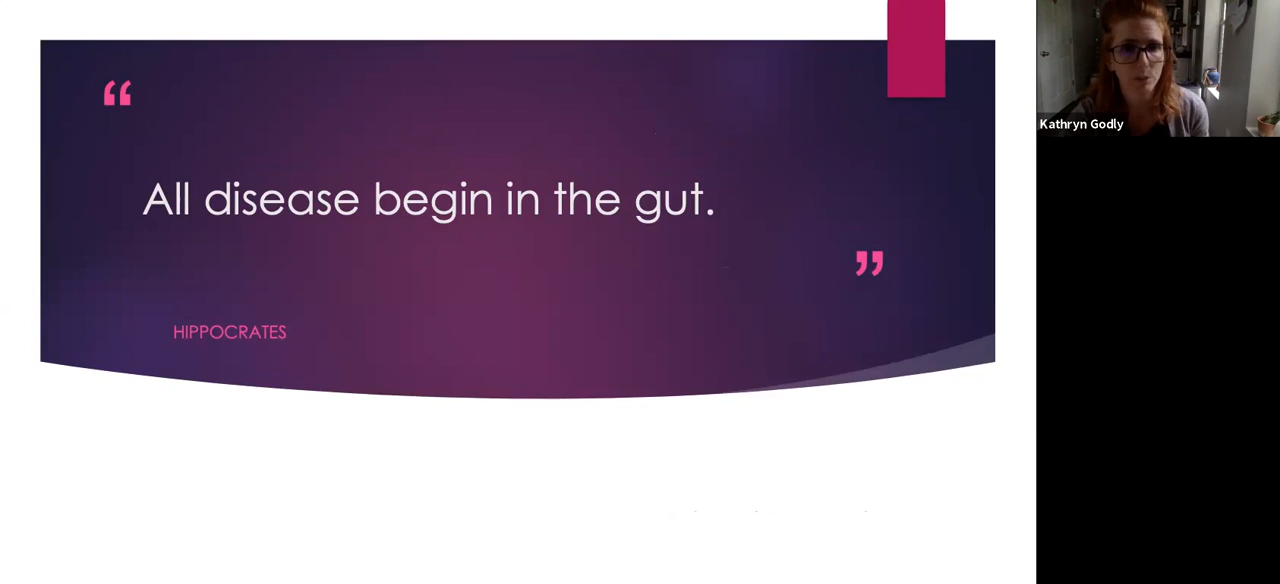 “
All disease begin in the gut.
”
HIPPOCRATES
Kathryn Godly